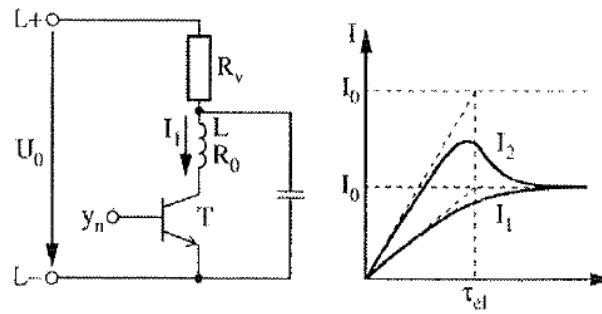 L+
R_v
I_1
L
R_0
U_0
y_n
T
L−
I
I_0
I_2
I_0
I_1
τ_el